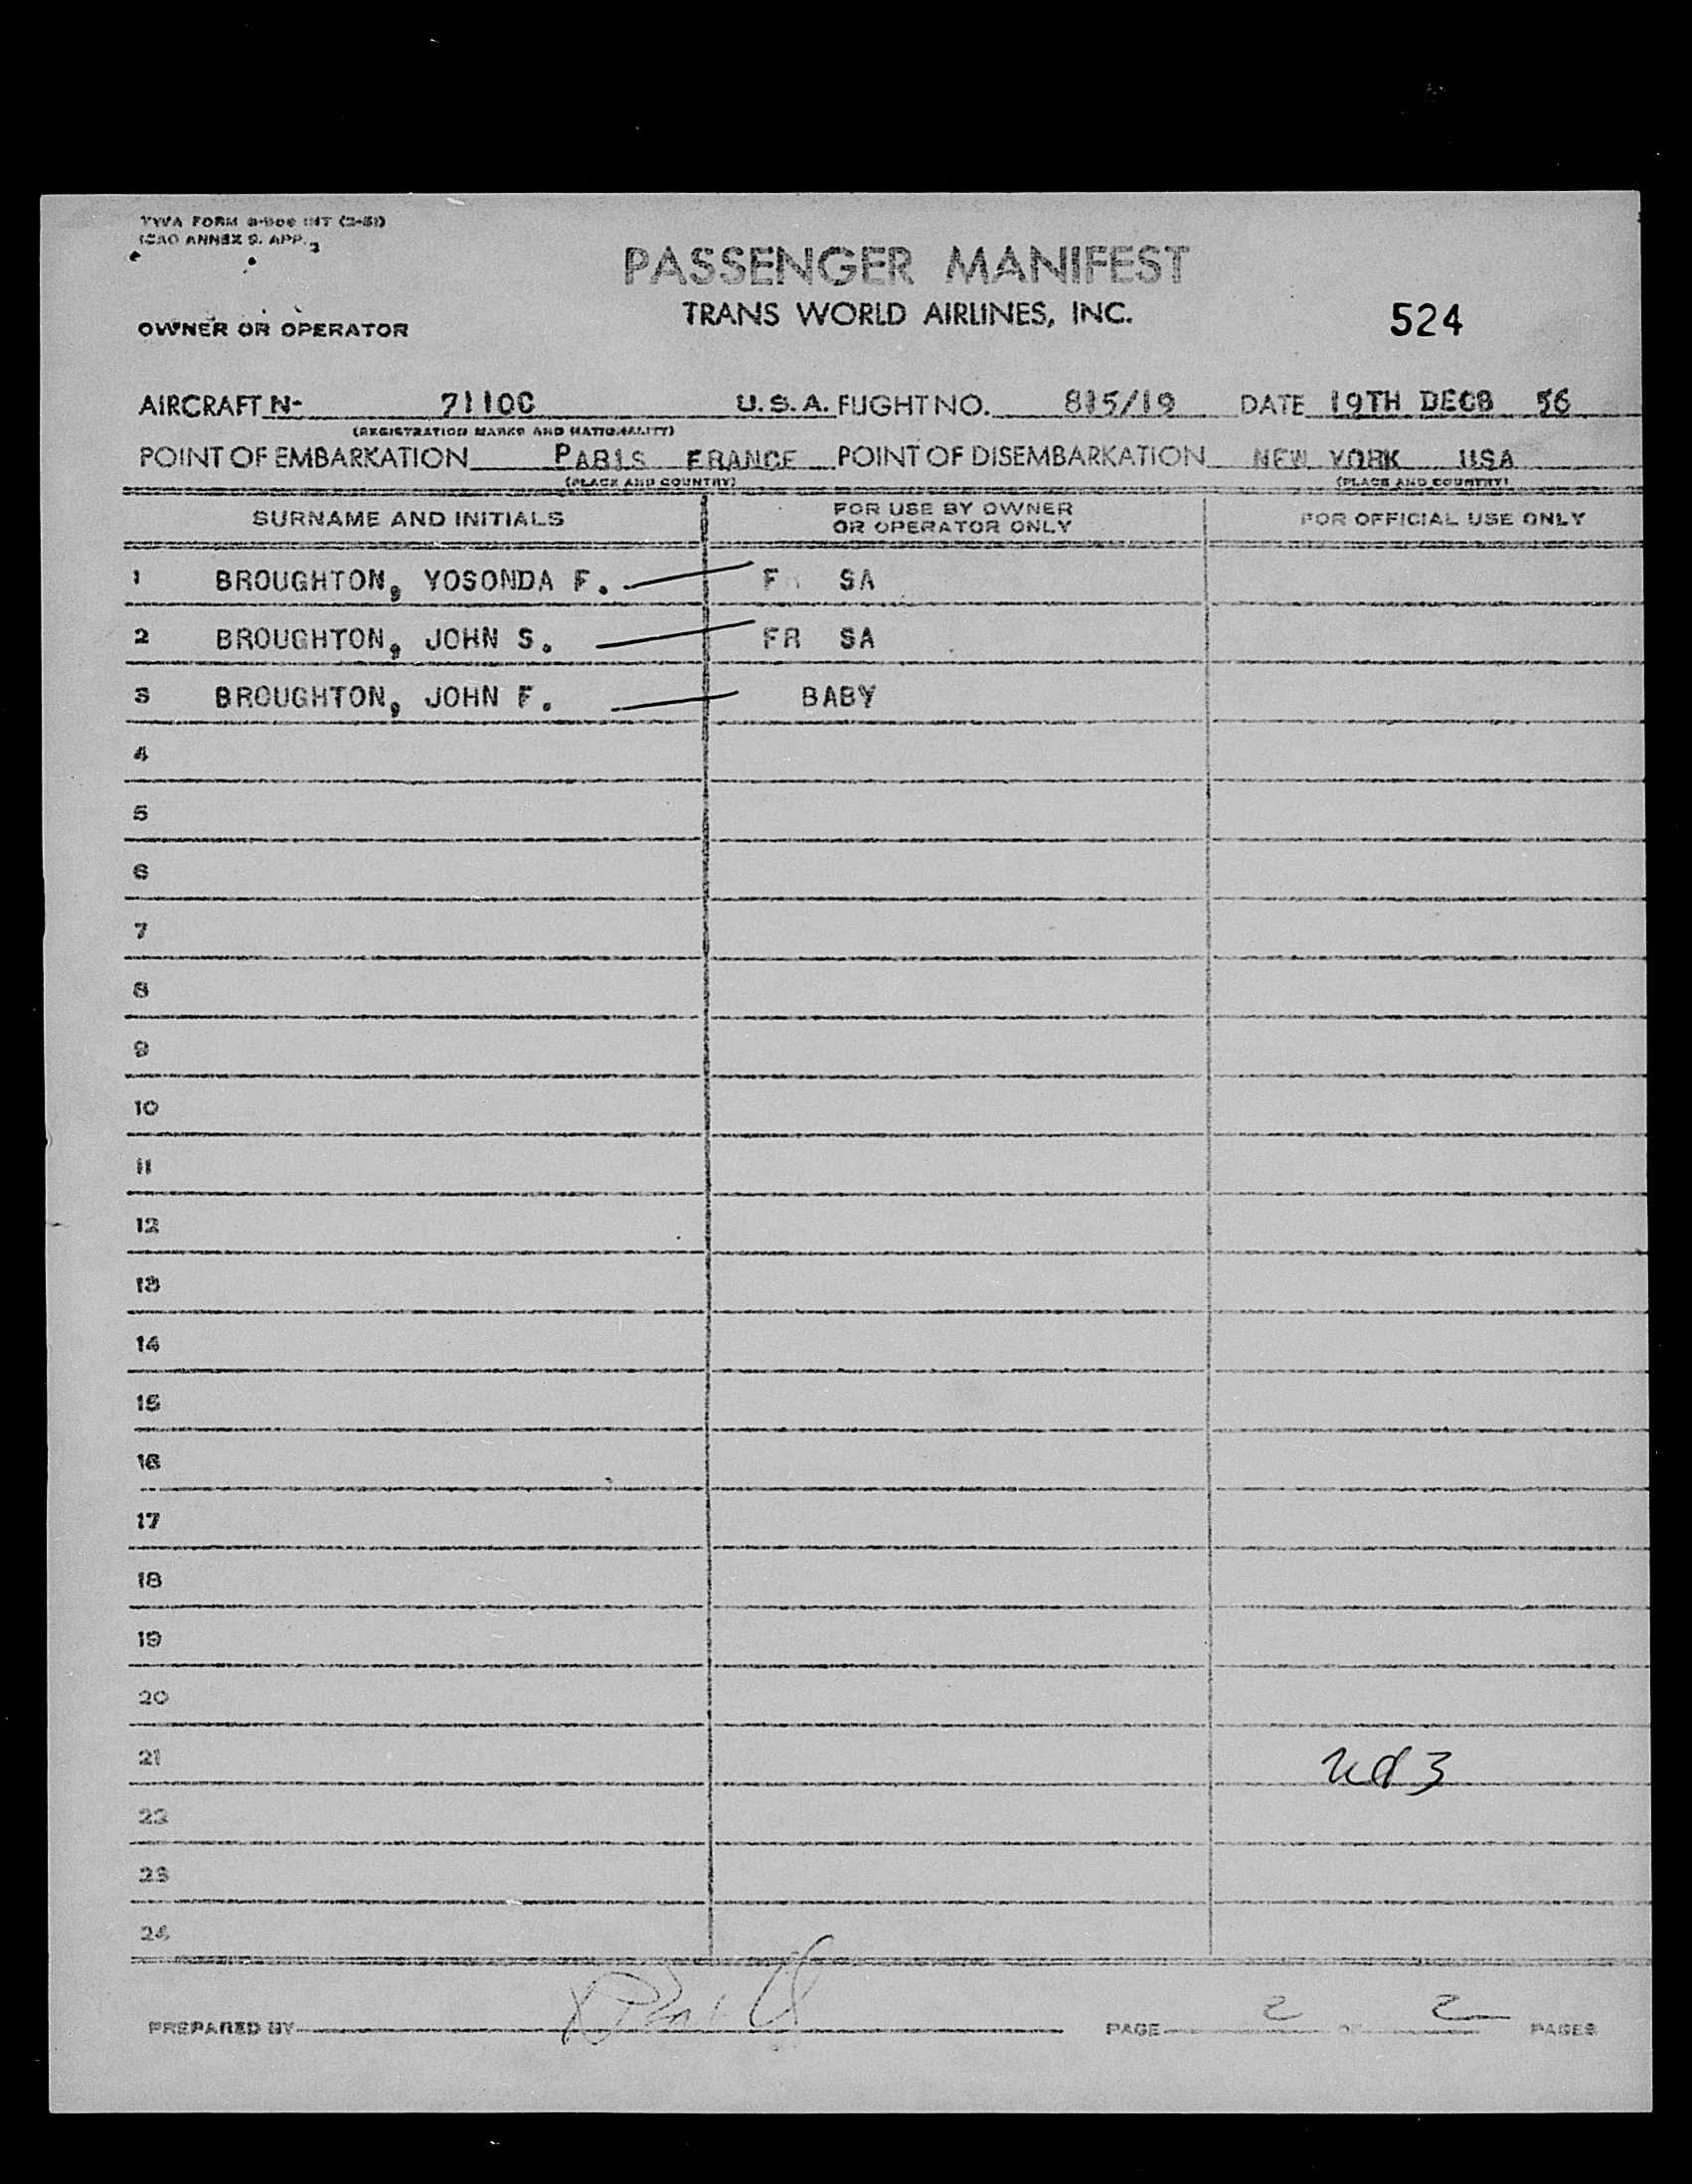 TWA FORM
ICAO ANNEX 9. APP. 3
PASSENGER MANIFEST
TRANS WORLD AIRLINES, INC.
524
OWNER OR OPERATOR
AIRCRAFT N- 7110C U.S.A. FLIGHT NO. 815/19 DATE 19TH DECB 56
(REGISTRATION MARKS AND NATIONALITY)
POINT OF EMBARKATION PARIS FRANCE POINT OF DISEMBARKATION NEW YORK USA
(PLACE AND COUNTRY) (PLACE AND COUNTRY)
SURNAME AND INITIALS
FOR USE BY OWNER
OR OPERATOR ONLY
FOR OFFICIAL USE ONLY
1 BROUGHTON, YOSONDA F. F SA
2 BROUGHTON, JOHN S. FR SA
3 BROUGHTON, JOHN F. BABY
4
5
6
7
8
9
10
11
12
13
14
15
16
17
18
19
20
21
22
23
24
PREPARED BY PAGE 2 OF 2 PAGES